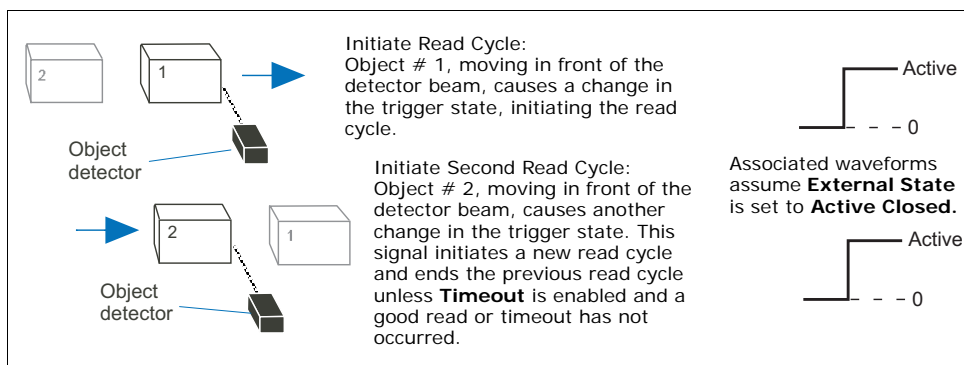 2
1
Object
detector
Initiate Read Cycle:
Object # 1, moving in front of the
detector beam, causes a change in
the trigger state, initiating the read
cycle.
Active
0
2
1
Object
detector
Initiate Second Read Cycle:
Object # 2, moving in front of the
detector beam, causes another
change in the trigger state. This
signal initiates a new read cycle
and ends the previous read cycle
unless Timeout is enabled and a
good read or timeout has not
occurred.
Associated waveforms
assume External State
is set to Active Closed.
Active
0